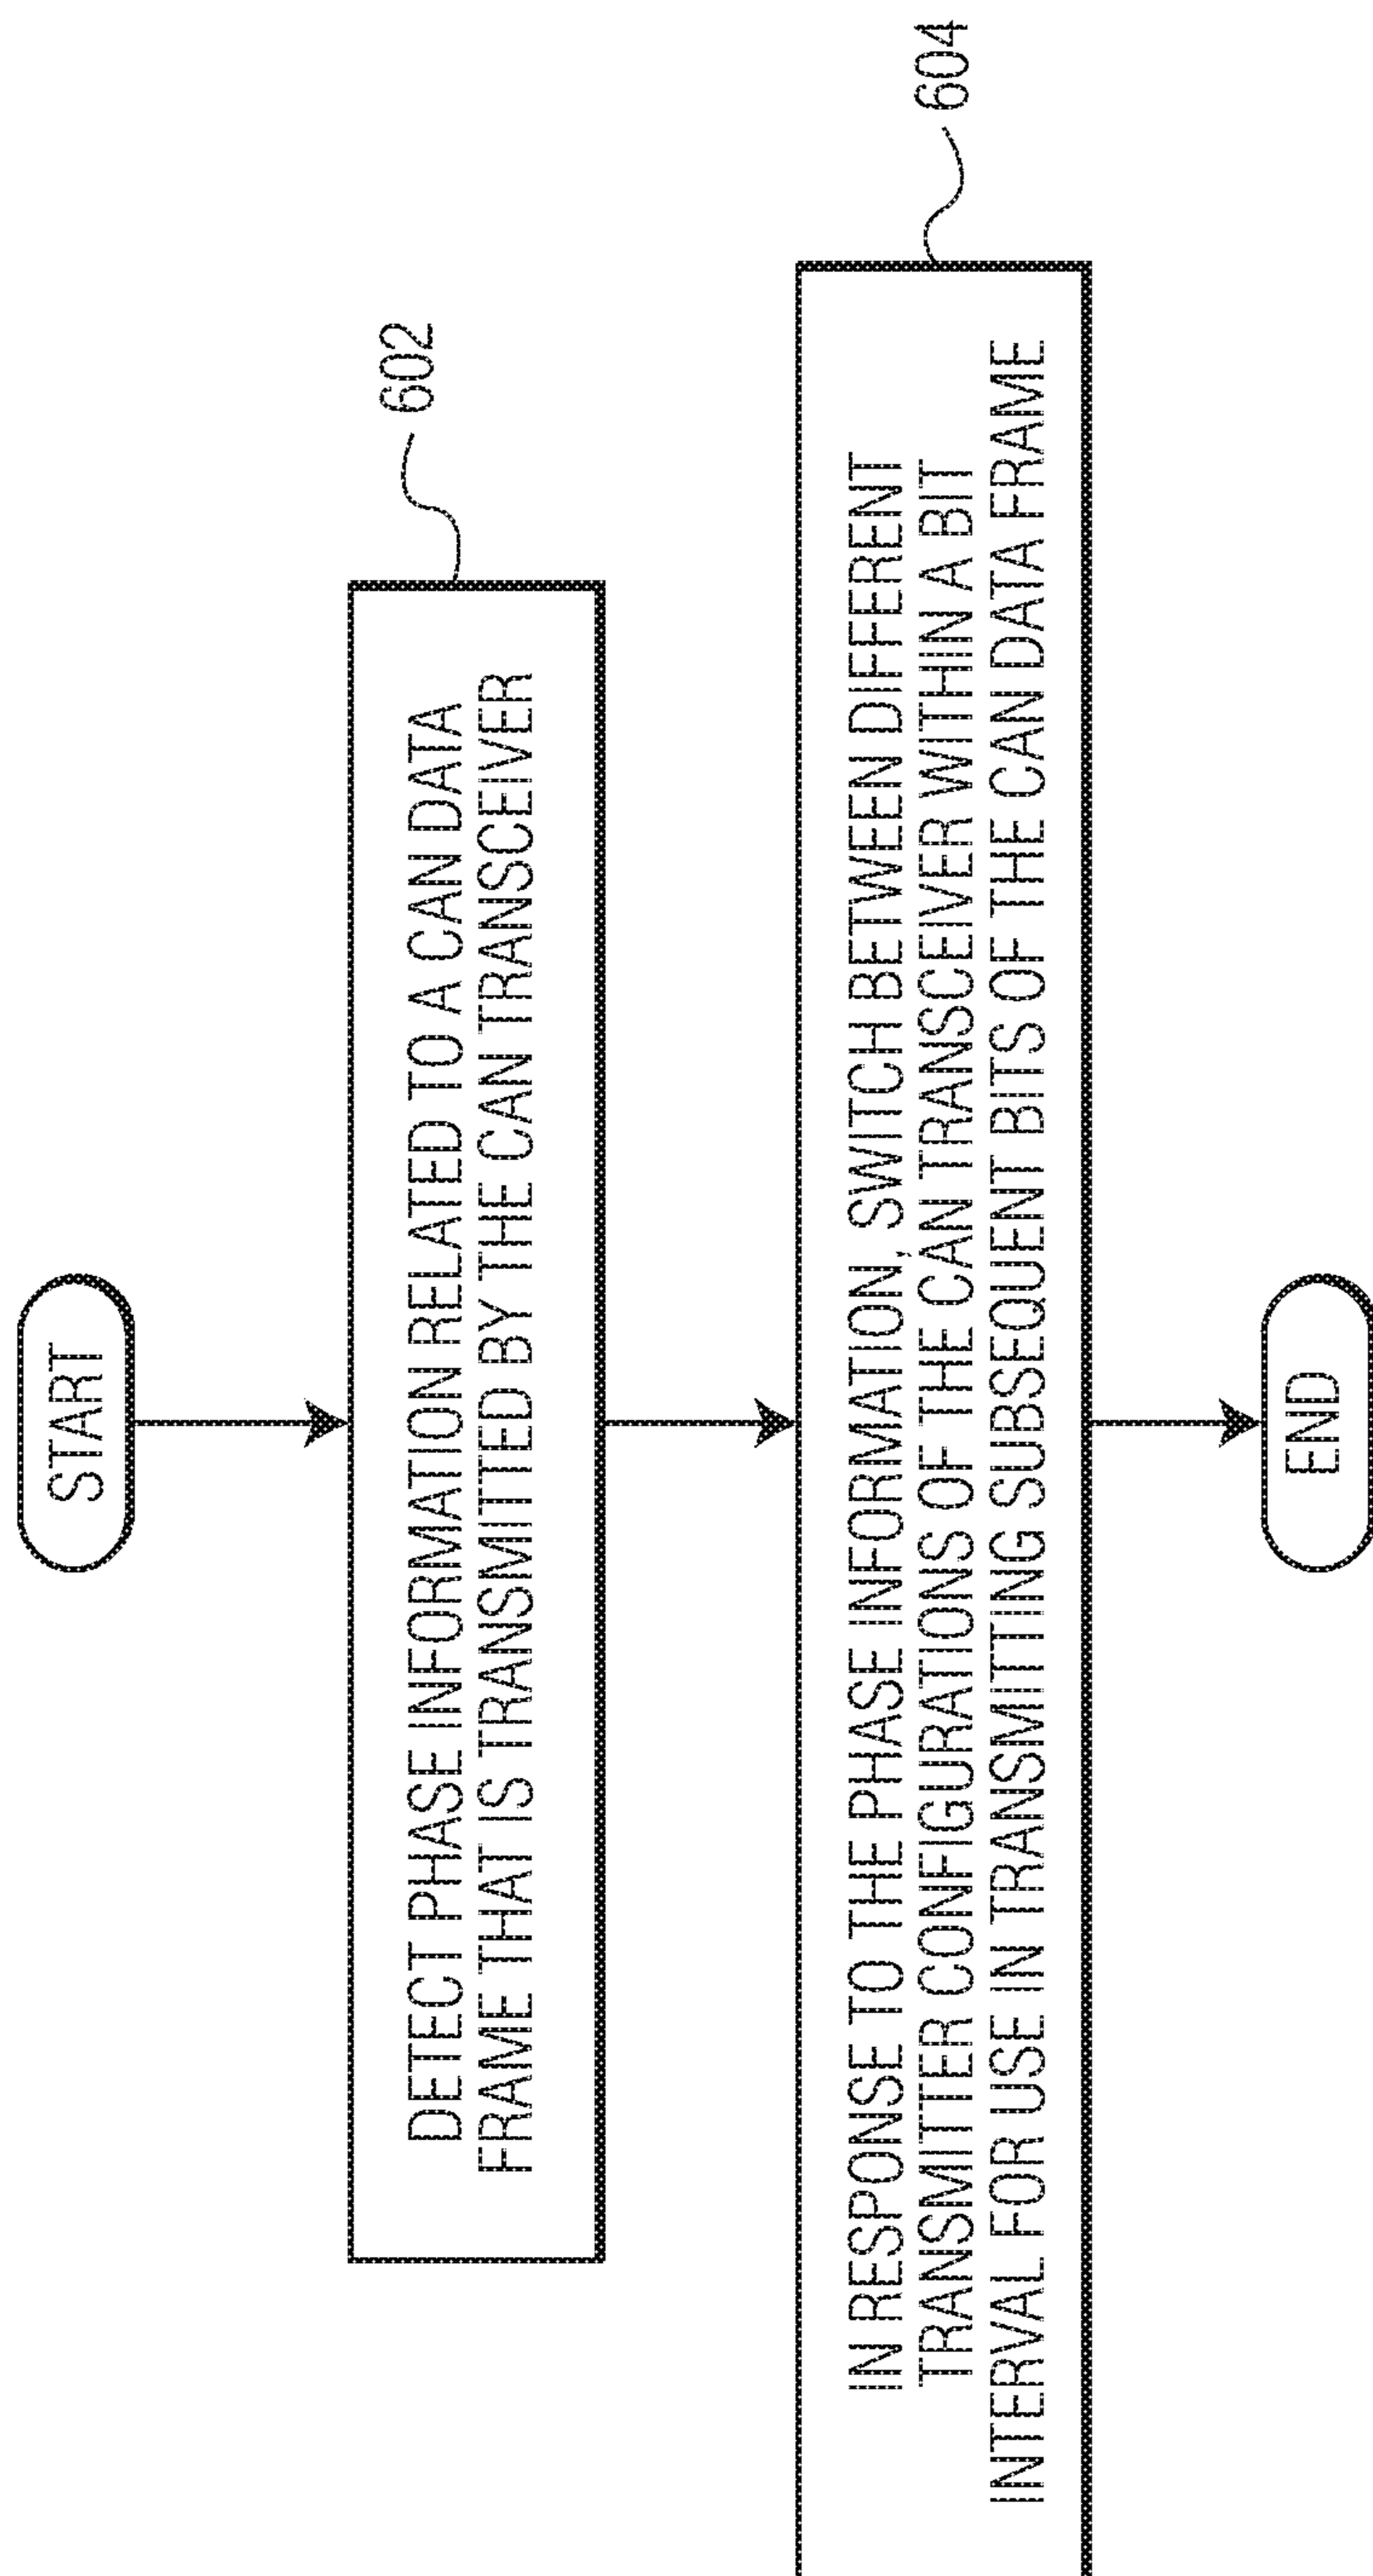 START
DETECT PHASE INFORMATION RELATED TO A CAN DATA
FRAME THAT IS TRANSMITTED BY THE CAN TRANSCEIVER
602
IN RESPONSE TO THE PHASE INFORMATION, SWITCH BETWEEN DIFFERENT
TRANSMITTER CONFIGURATIONS OF THE CAN TRANSCEIVER WITHIN A BIT
INTERVAL FOR USE IN TRANSMITTING SUBSEQUENT BITS OF THE CAN DATA FRAME
604
END